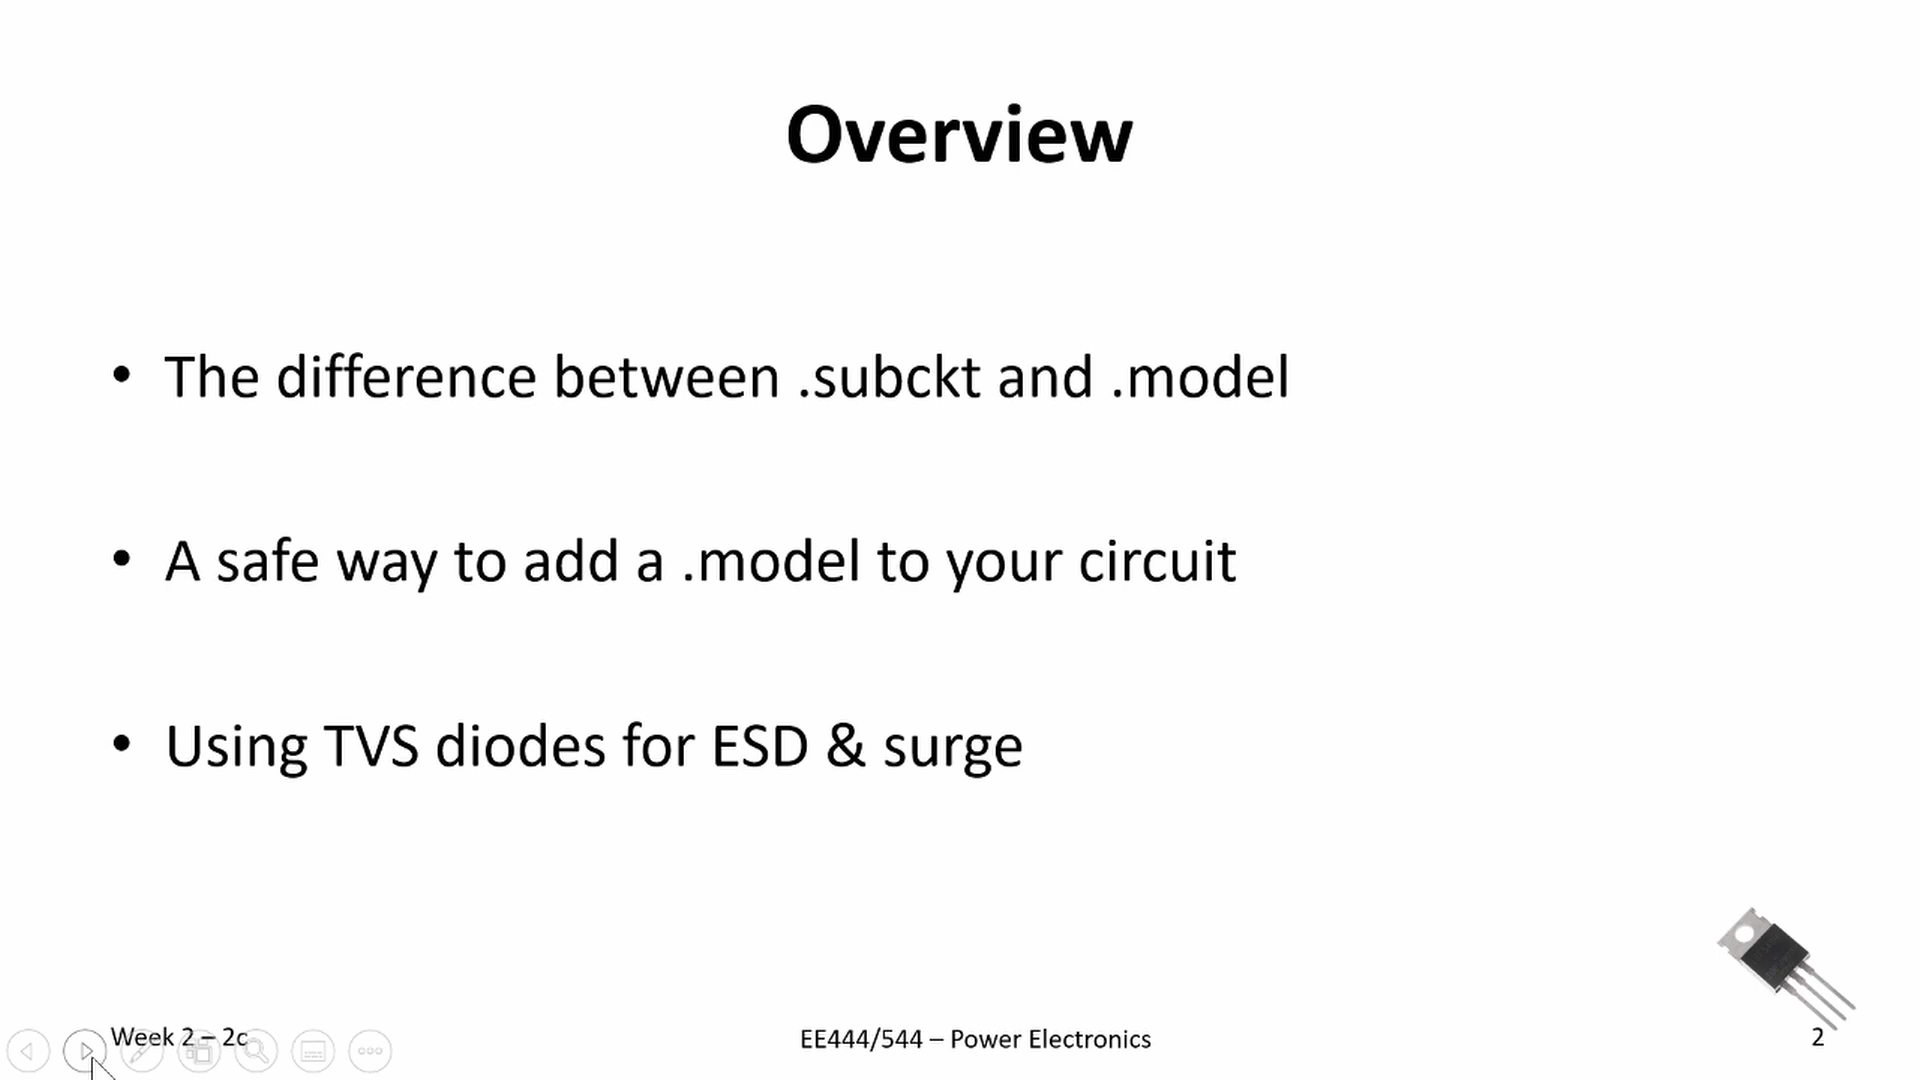 Overview
• The difference between .subckt and .model
• A safe way to add a .model to your circuit
• Using TVS diodes for ESD & surge
Week 2 – 2c
EE444/544 – Power Electronics
2